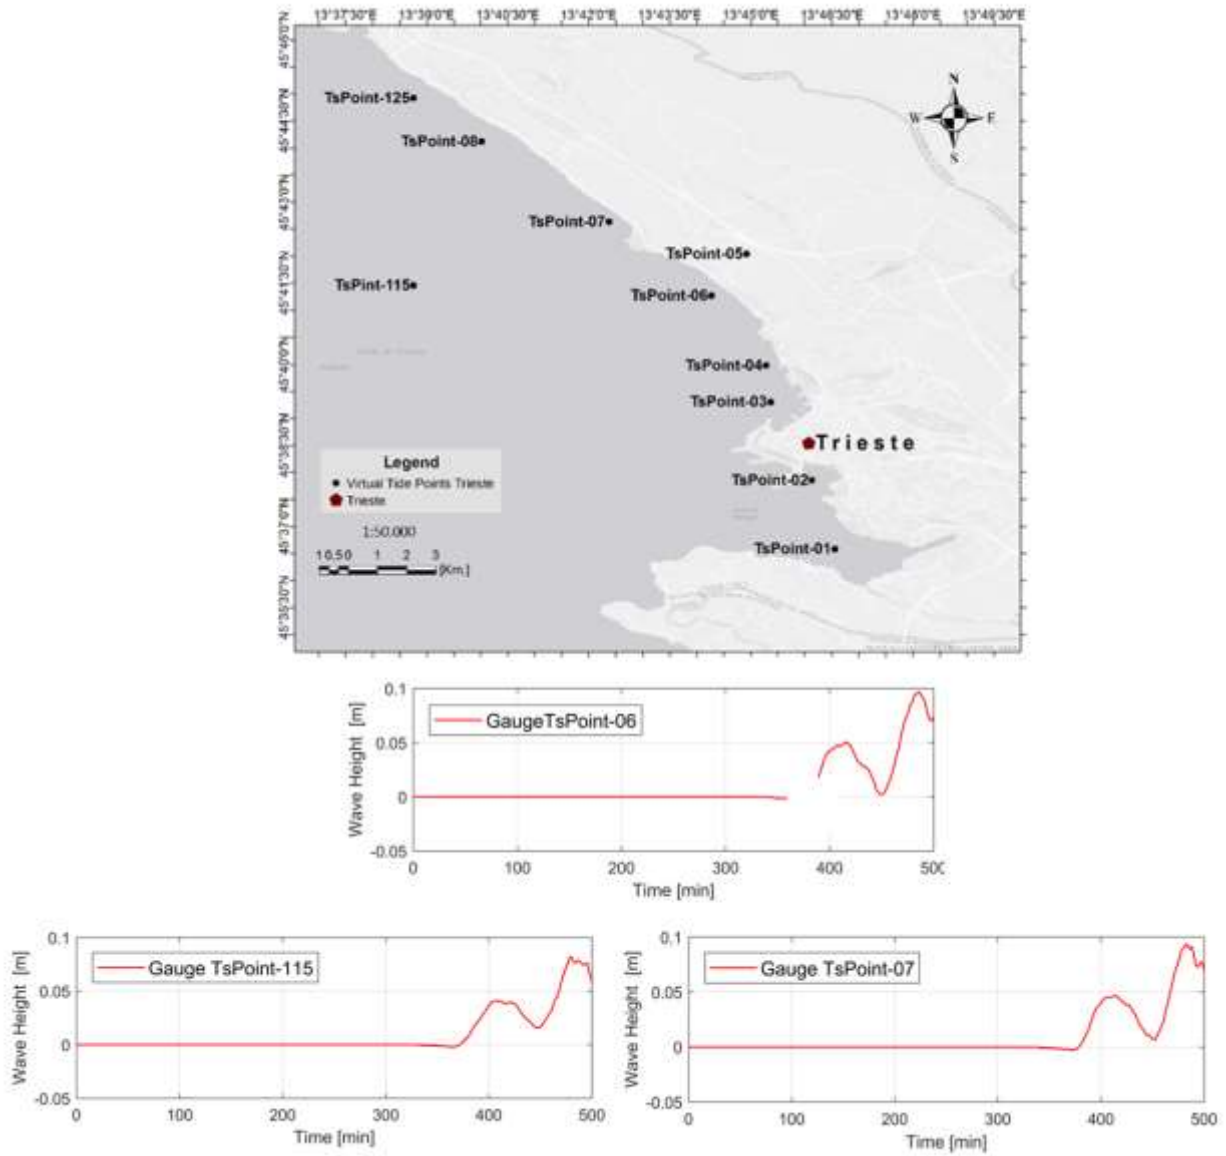 13°37'30"E 13°39'0"E 13°40'30"E 13°42'0"E 13°43'30"E 13°45'0"E 13°46'30"E 13°48'0"E 13°49'30"E
45°46'0"N
45°44'30"N
45°43'0"N
45°41'30"N
45°40'0"N
45°38'30"N
45°37'0"N
45°35'30"N
N
W E
S
TsPoint-125
TsPoint-08
TsPoint-07
TsPoint-05
TsPint-115
TsPoint-06
TsPoint-04
TsPoint-03
Trieste
TsPoint-02
TsPoint-01
Legend
Virtual Tide Points Trieste
Trieste
1:50.000
1 0.5 0 1 2 3
[Km.]
GaugeTsPoint-06
Wave Height [m]
0.1
0.05
0
-0.05
0 100 200 300 400 500
Time [min]
Gauge TsPoint-115
Wave Height [m]
0.1
0.05
0
-0.05
0 100 200 300 400 500
Time [min]
Gauge TsPoint-07
Wave Height [m]
0.1
0.05
0
-0.05
0 100 200 300 400 500
Time [min]